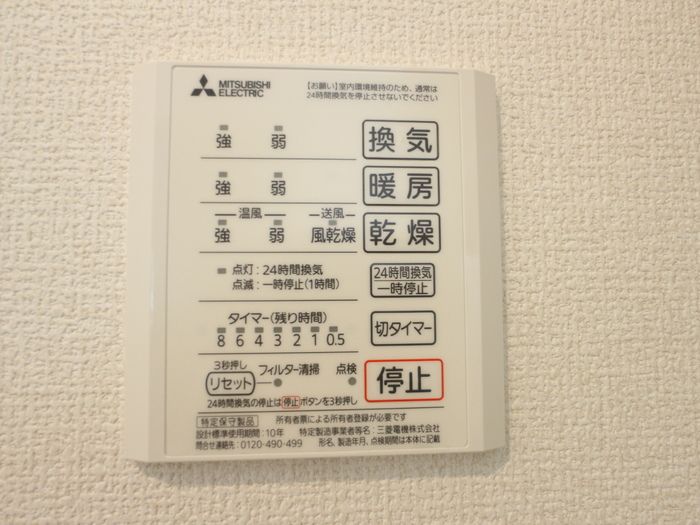 MITSUBISHI
ELECTRIC
【お願い】室内環境維持のため、通常は
24時間換気を停止させないでください
強 弱 換気
強 弱 暖房
温風 送風
強 弱 風乾燥 乾燥
点灯:24時間換気
点滅:一時停止(1時間)
24時間換気
一時停止
タイマー(残り時間)
8 6 4 3 2 1 0.5
切タイマー
3秒押し
リセット フィルター清掃 点検
停止
24時間換気の停止は停止ボタンを3秒押し
特定保守製品 所有者票による所有者登録が必要です
設計標準使用期間:10年 特定製造事業者等名:三菱電機株式会社
問合せ連絡先:0120-490-499 形名、製造年月、点検期間は本体に記載